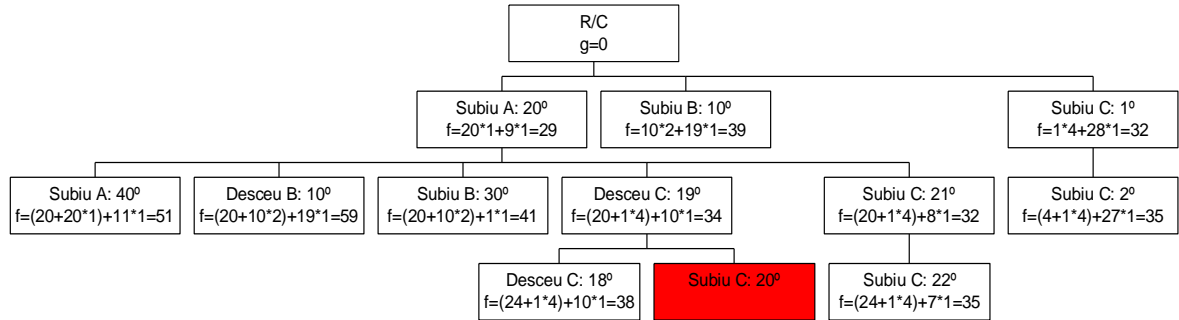 R/C
g=0
Subiu A: 20º
f=20*1+9*1=29
Subiu B: 10º
f=10*2+19*1=39
Subiu C: 1º
f=1*4+28*1=32
Subiu A: 40º
f=(20+20*1)+11*1=51
Desceu B: 10º
f=(20+10*2)+19*1=59
Subiu B: 30º
f=(20+10*2)+1*1=41
Desceu C: 19º
f=(20+1*4)+10*1=34
Subiu C: 21º
f=(20+1*4)+8*1=32
Subiu C: 2º
f=(4+1*4)+27*1=35
Desceu C: 18º
f=(24+1*4)+10*1=38
Subiu C: 20º
Subiu C: 22º
f=(24+1*4)+7*1=35